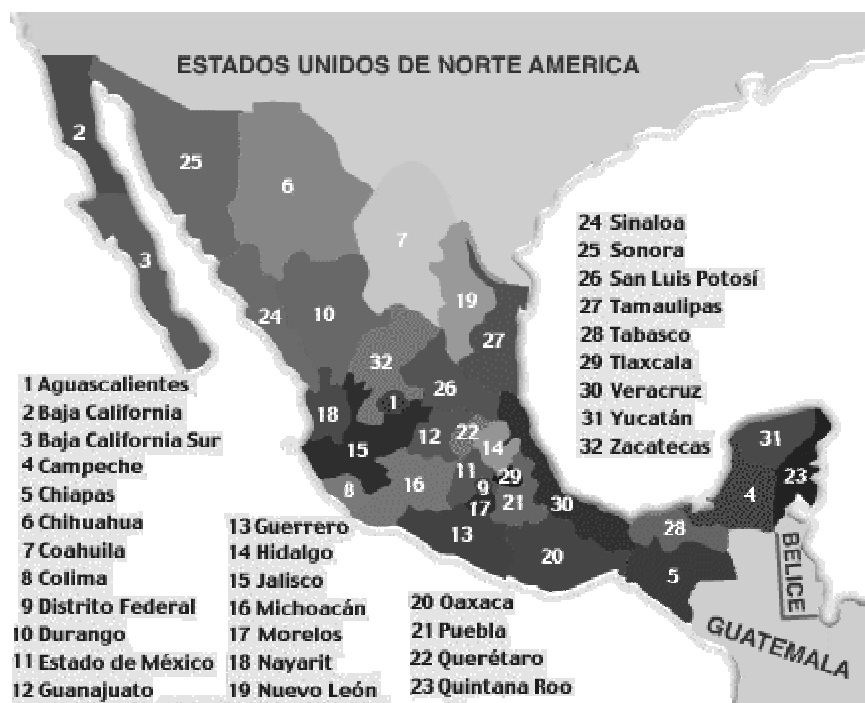 ESTADOS UNIDOS DE NORTE AMERICA
2
25
6
7
3
19
24
10
27
32
26
1
18
12
22
14
15
11
29
8
16
9
21
17
30
13
20
28
5
31
4
23
BELICE
GUATEMALA
1 Aguascalientes
2 Baja California
3 Baja California Sur
4 Campeche
5 Chiapas
6 Chihuahua
7 Coahuila
8 Colima
9 Distrito Federal
10 Durango
11 Estado de México
12 Guanajuato
13 Guerrero
14 Hidalgo
15 Jalisco
16 Michoacán
17 Morelos
18 Nayarit
19 Nuevo León
20 Oaxaca
21 Puebla
22 Querétaro
23 Quintana Roo
24 Sinaloa
25 Sonora
26 San Luis Potosí
27 Tamaulipas
28 Tabasco
29 Tlaxcala
30 Veracruz
31 Yucatán
32 Zacatecas